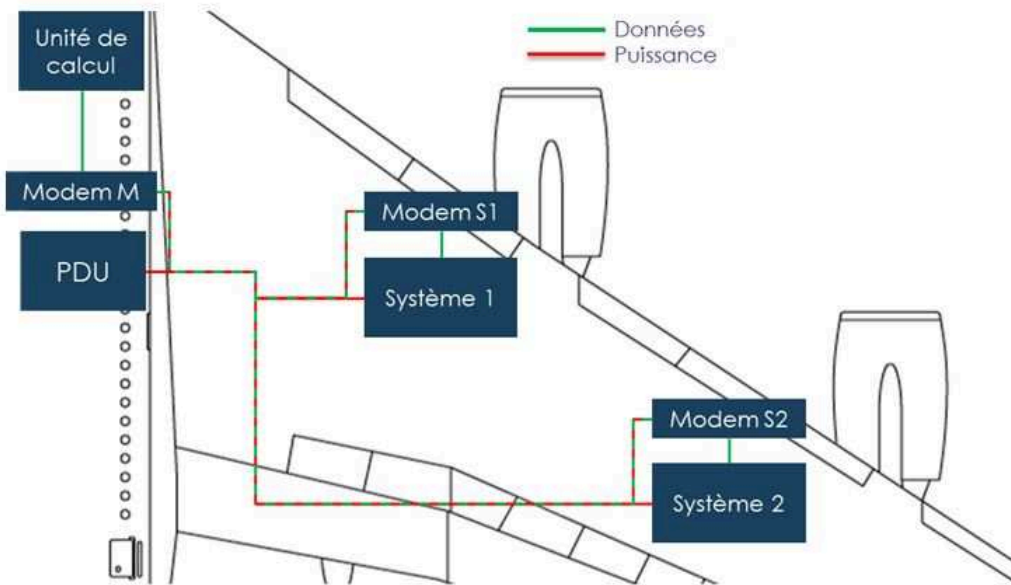 Unité de
calcul
Données
Puissance
Modem M
Modem S1
PDU
Système 1
Modem S2
Système 2